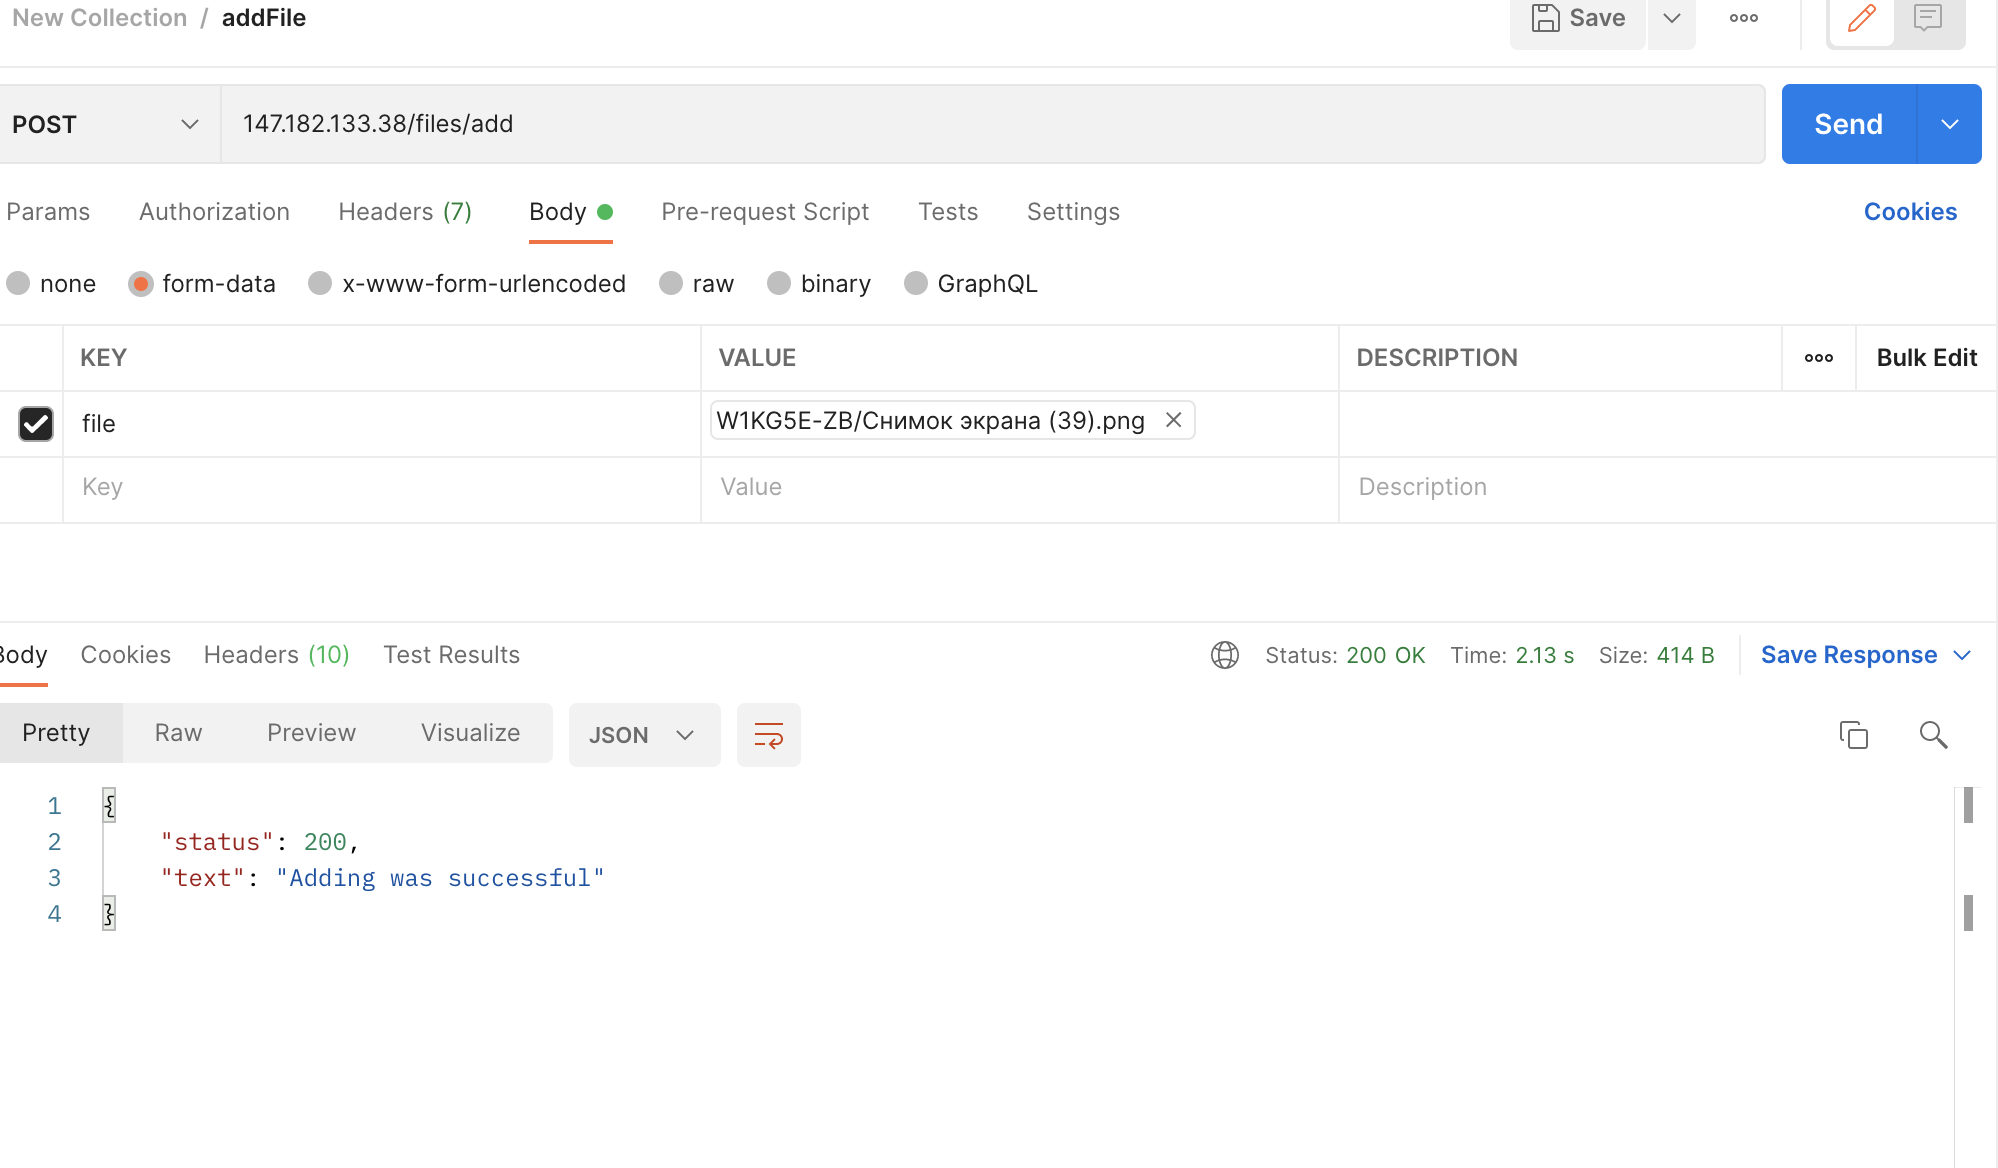 New Collection / addFile
Save
POST
147.182.133.38/files/add
Send
Params Authorization Headers (7) Body Pre-request Script Tests Settings Cookies
none form-data x-www-form-urlencoded raw binary GraphQL
KEY VALUE DESCRIPTION Bulk Edit
file W1KG5E-ZB/Снимок экрана (39).png
Key Value Description
Body Cookies Headers (10) Test Results Status: 200 OK Time: 2.13 s Size: 414 B Save Response
Pretty Raw Preview Visualize JSON
1 {
2 "status": 200,
3 "text": "Adding was successful"
4 }